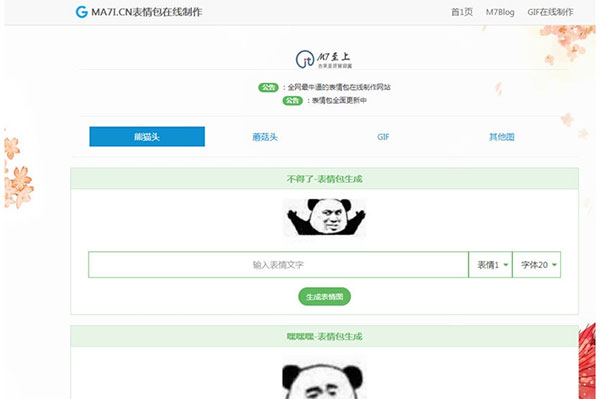 MA7I.CN表情包在线制作
首1页
M7Blog
GIF在线制作
M7至上
公告 ：全网最牛逼的表情包在线制作网站
公告 ：表情包全面更新中
熊猫头
蘑菇头
GIF
其他图
不得了-表情包生成
输入表情文字
表情1
字体20
生成表情图
嘿嘿嘿-表情包生成